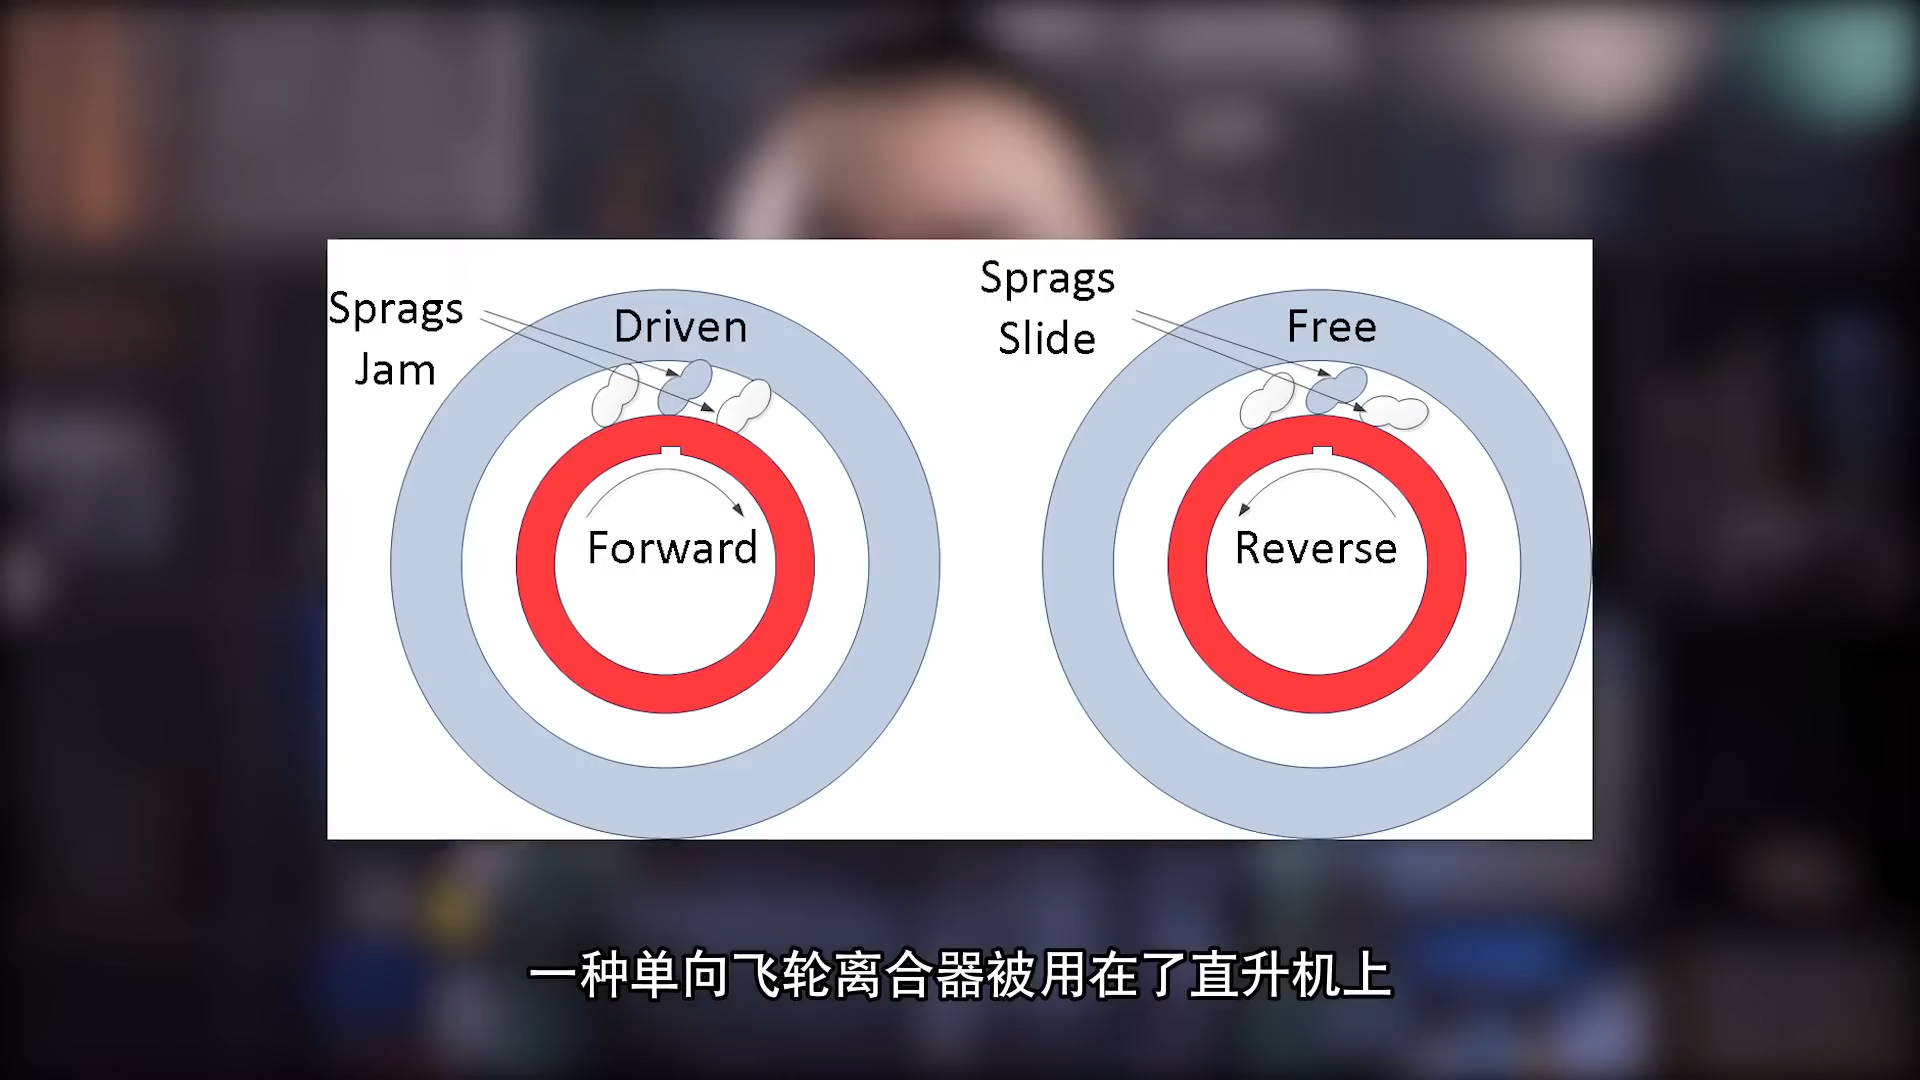 Sprags
Jam
Driven
Forward
Sprags
Slide
Free
Reverse
一种单向飞轮离合器被用在了直升机上